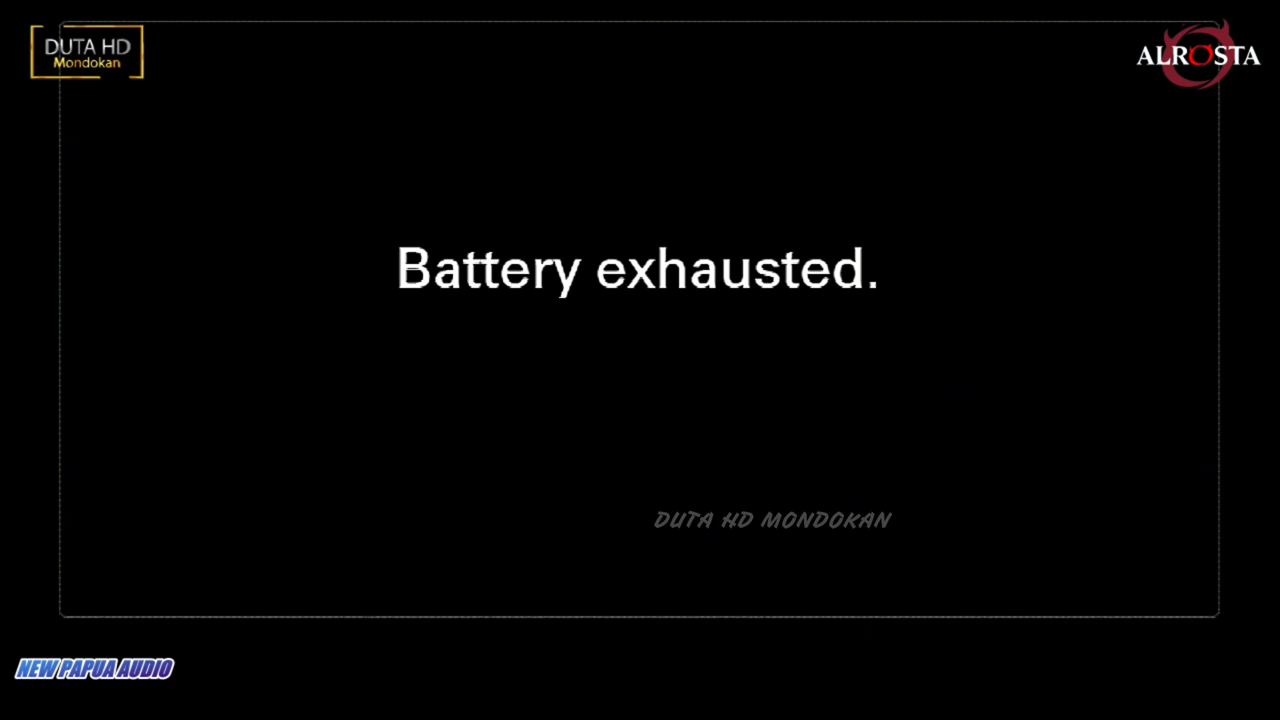 DUTA HD
Mondokan
ALROSTA
Battery exhausted.
DUTA HD MONDOKAN
NEW PAPUA AUDIO